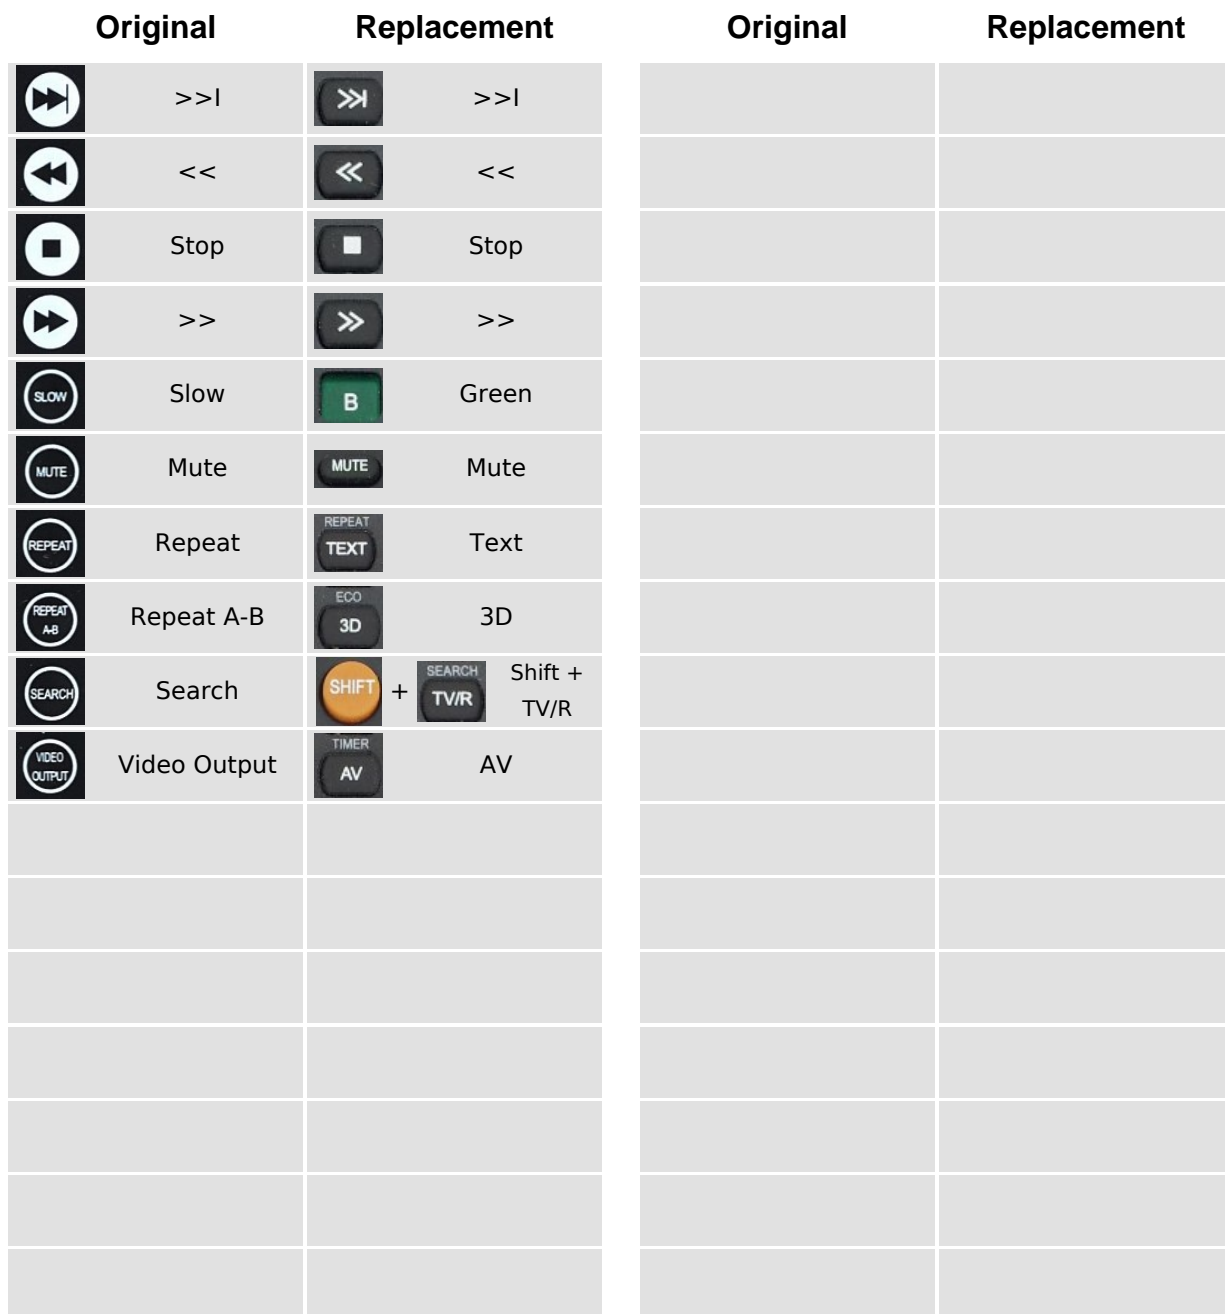 Original Replacement Original Replacement
>>I >>I
<< <<
Stop Stop
>> >>
SLOW Slow B Green
MUTE Mute MUTE Mute
REPEAT
REPEAT Repeat TEXT Text
ECO
REPEAT A-B Repeat A-B 3D 3D
SEARCH Search SHIFT + SEARCH TV/R Shift +
TV/R
TIMER
VIDEO OUTPUT Video Output AV AV